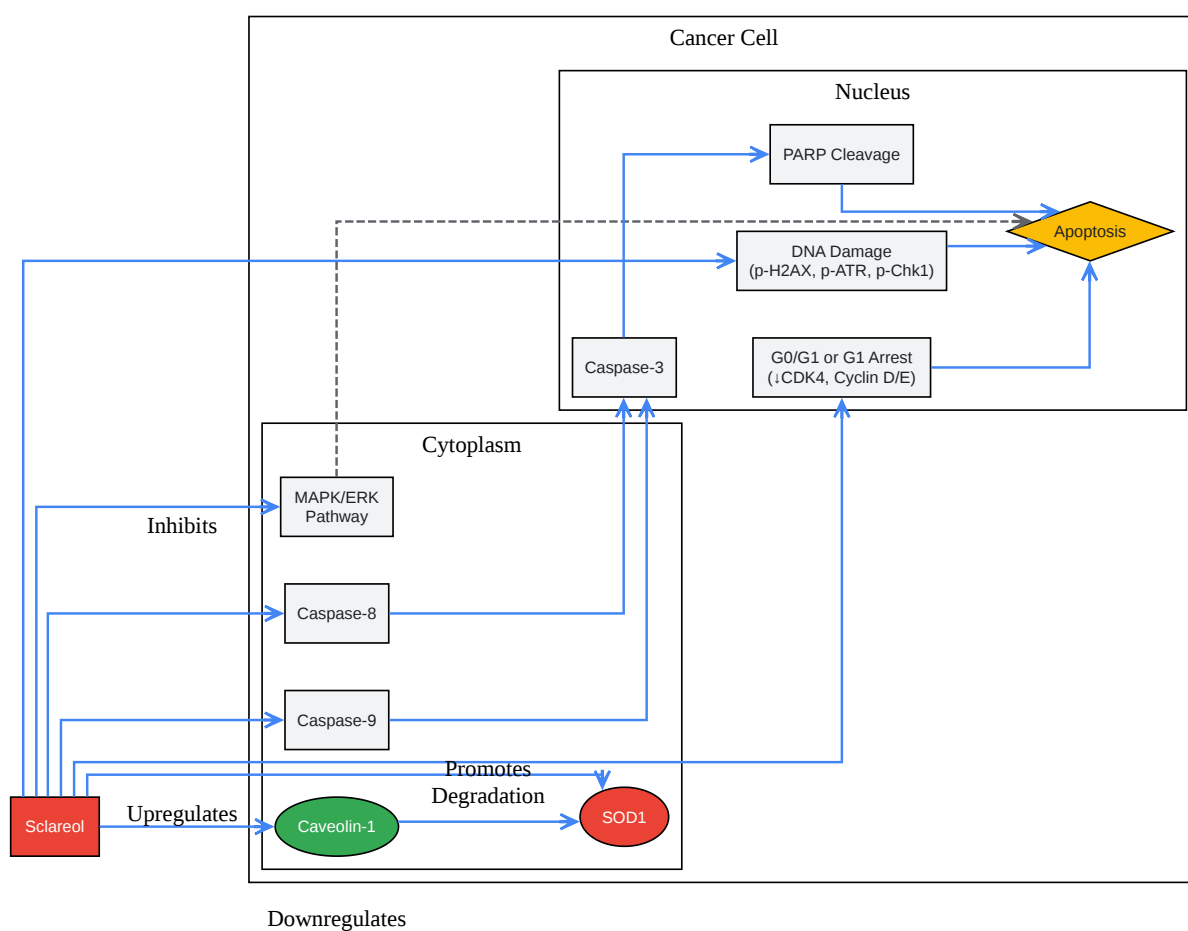 Cancer Cell
Nucleus
PARP Cleavage
Apoptosis
DNA Damage
(p-H2AX, p-ATR, p-Chk1)
Caspase-3
G0/G1 or G1 Arrest
(↓CDK4, Cyclin D/E)
Cytoplasm
MAPK/ERK
Pathway
Inhibits
Caspase-8
Caspase-9
Promotes
Degradation
Sclareol
Upregulates
Caveolin-1
SOD1
Downregulates